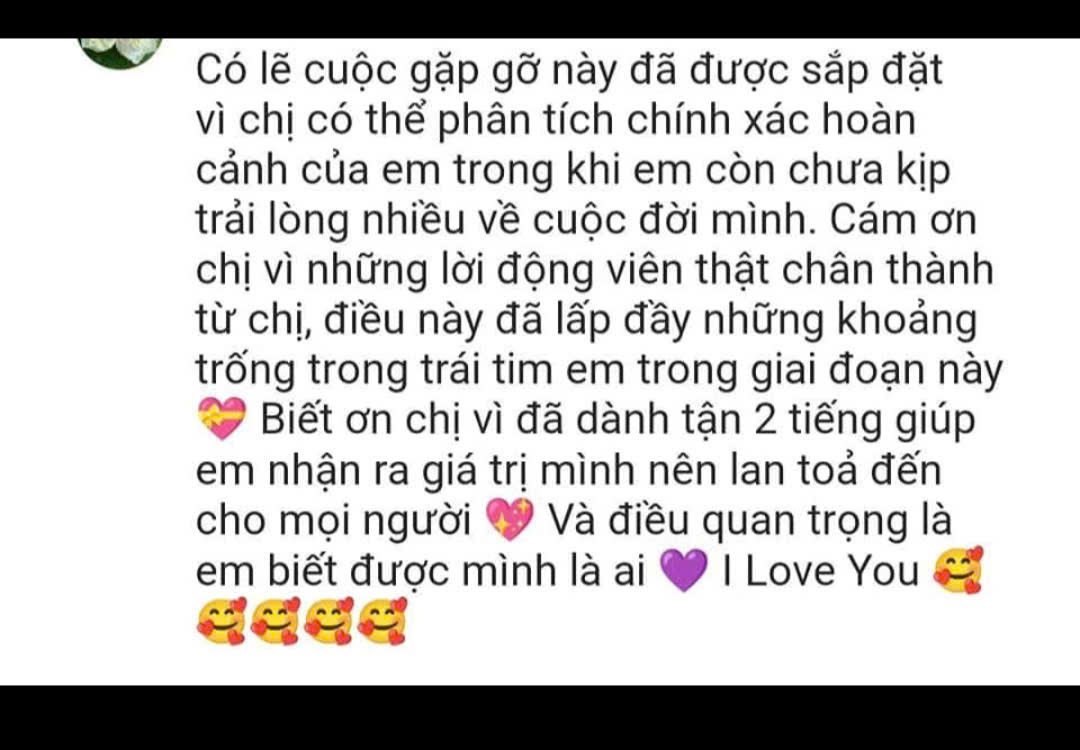 Có lẽ cuộc gặp gỡ này đã được sắp đặt
vì chị có thể phân tích chính xác hoàn
cảnh của em trong khi em còn chưa kịp
trải lòng nhiều về cuộc đời mình. Cám ơn
chị vì những lời động viên thật chân thành
từ chị, điều này đã lấp đầy những khoảng
trống trong trái tim em trong giai đoạn này
💝 Biết ơn chị vì đã dành tận 2 tiếng giúp
em nhận ra giá trị mình nên lan toả đến
cho mọi người 💖 Và điều quan trọng là
em biết được mình là ai 💜 I Love You 🥰
🥰🥰🥰🥰